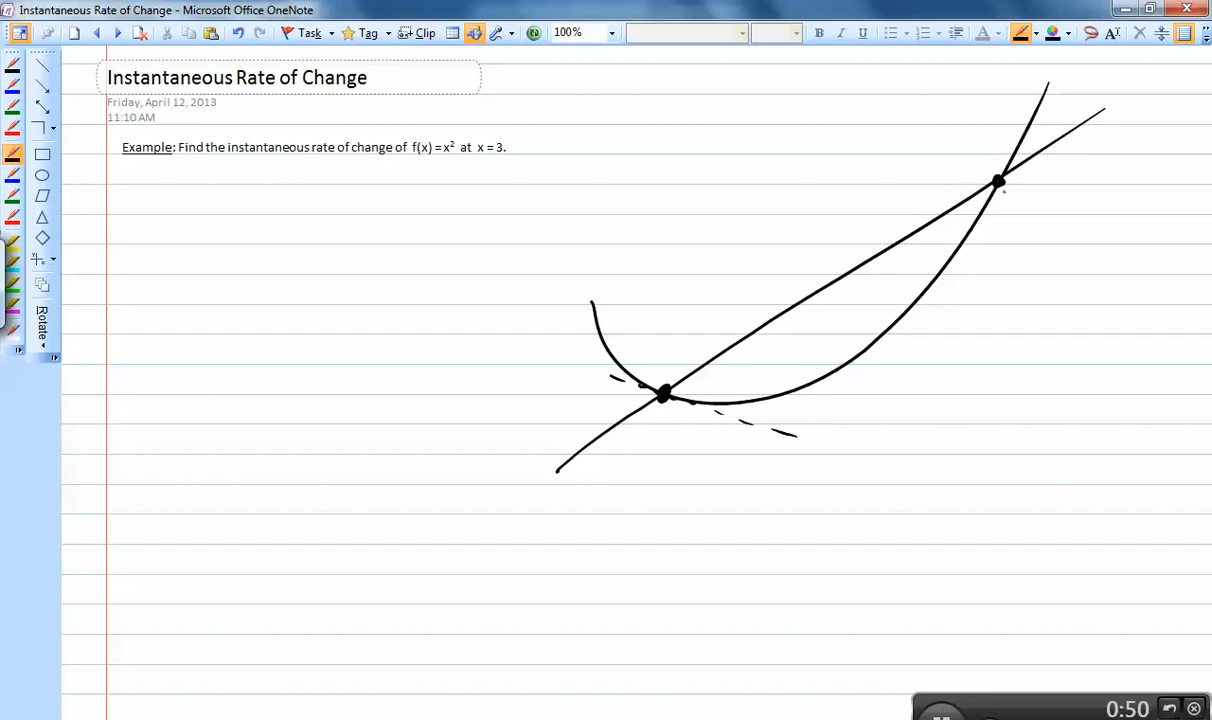 Instantaneous Rate of Change - Microsoft Office OneNote
Task Tag Clip 100% B I U A
Instantaneous Rate of Change
Friday, April 12, 2013
11:10 AM
Example: Find the instantaneous rate of change of f(x) = x² at x = 3.
Rotate
0:50